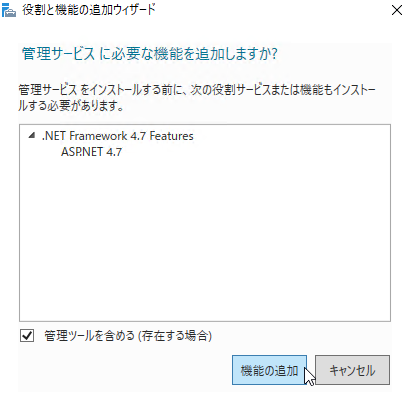 役割と機能の追加ウィザード
管理サービス に必要な機能を追加しますか?
管理サービス をインストールする前に、次の役割サービスまたは機能もインストー
ルする必要があります。
.NET Framework 4.7 Features
ASP.NET 4.7
管理ツールを含める (存在する場合)
機能の追加
キャンセル